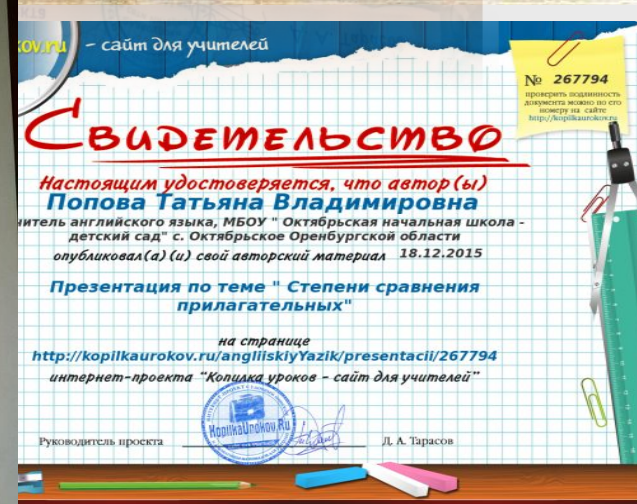 ov.ru - сайт для учителей
№ 267794
проверить подлинность
документа можно по его
номеру на сайте
http://kopilkaurokov.ru
Свидетельство
Настоящим удостоверяется, что автор(ы)
Попова Татьяна Владимировна
читель английского языка, МБОУ " Октябрьская начальная школа -
детский сад" с. Октябрьское Оренбургской области
опубликовал(а)(и) свой авторский материал 18.12.2015
Презентация по теме " Степени сравнения
прилагательных"
на странице
http://kopilkaurokov.ru/angliiskiyYazik/presentacii/267794
интернет-проекта "Копилка уроков - сайт для учителей"
KopilkaUrokov.Ru
Руководитель проекта Д. А. Тарасов